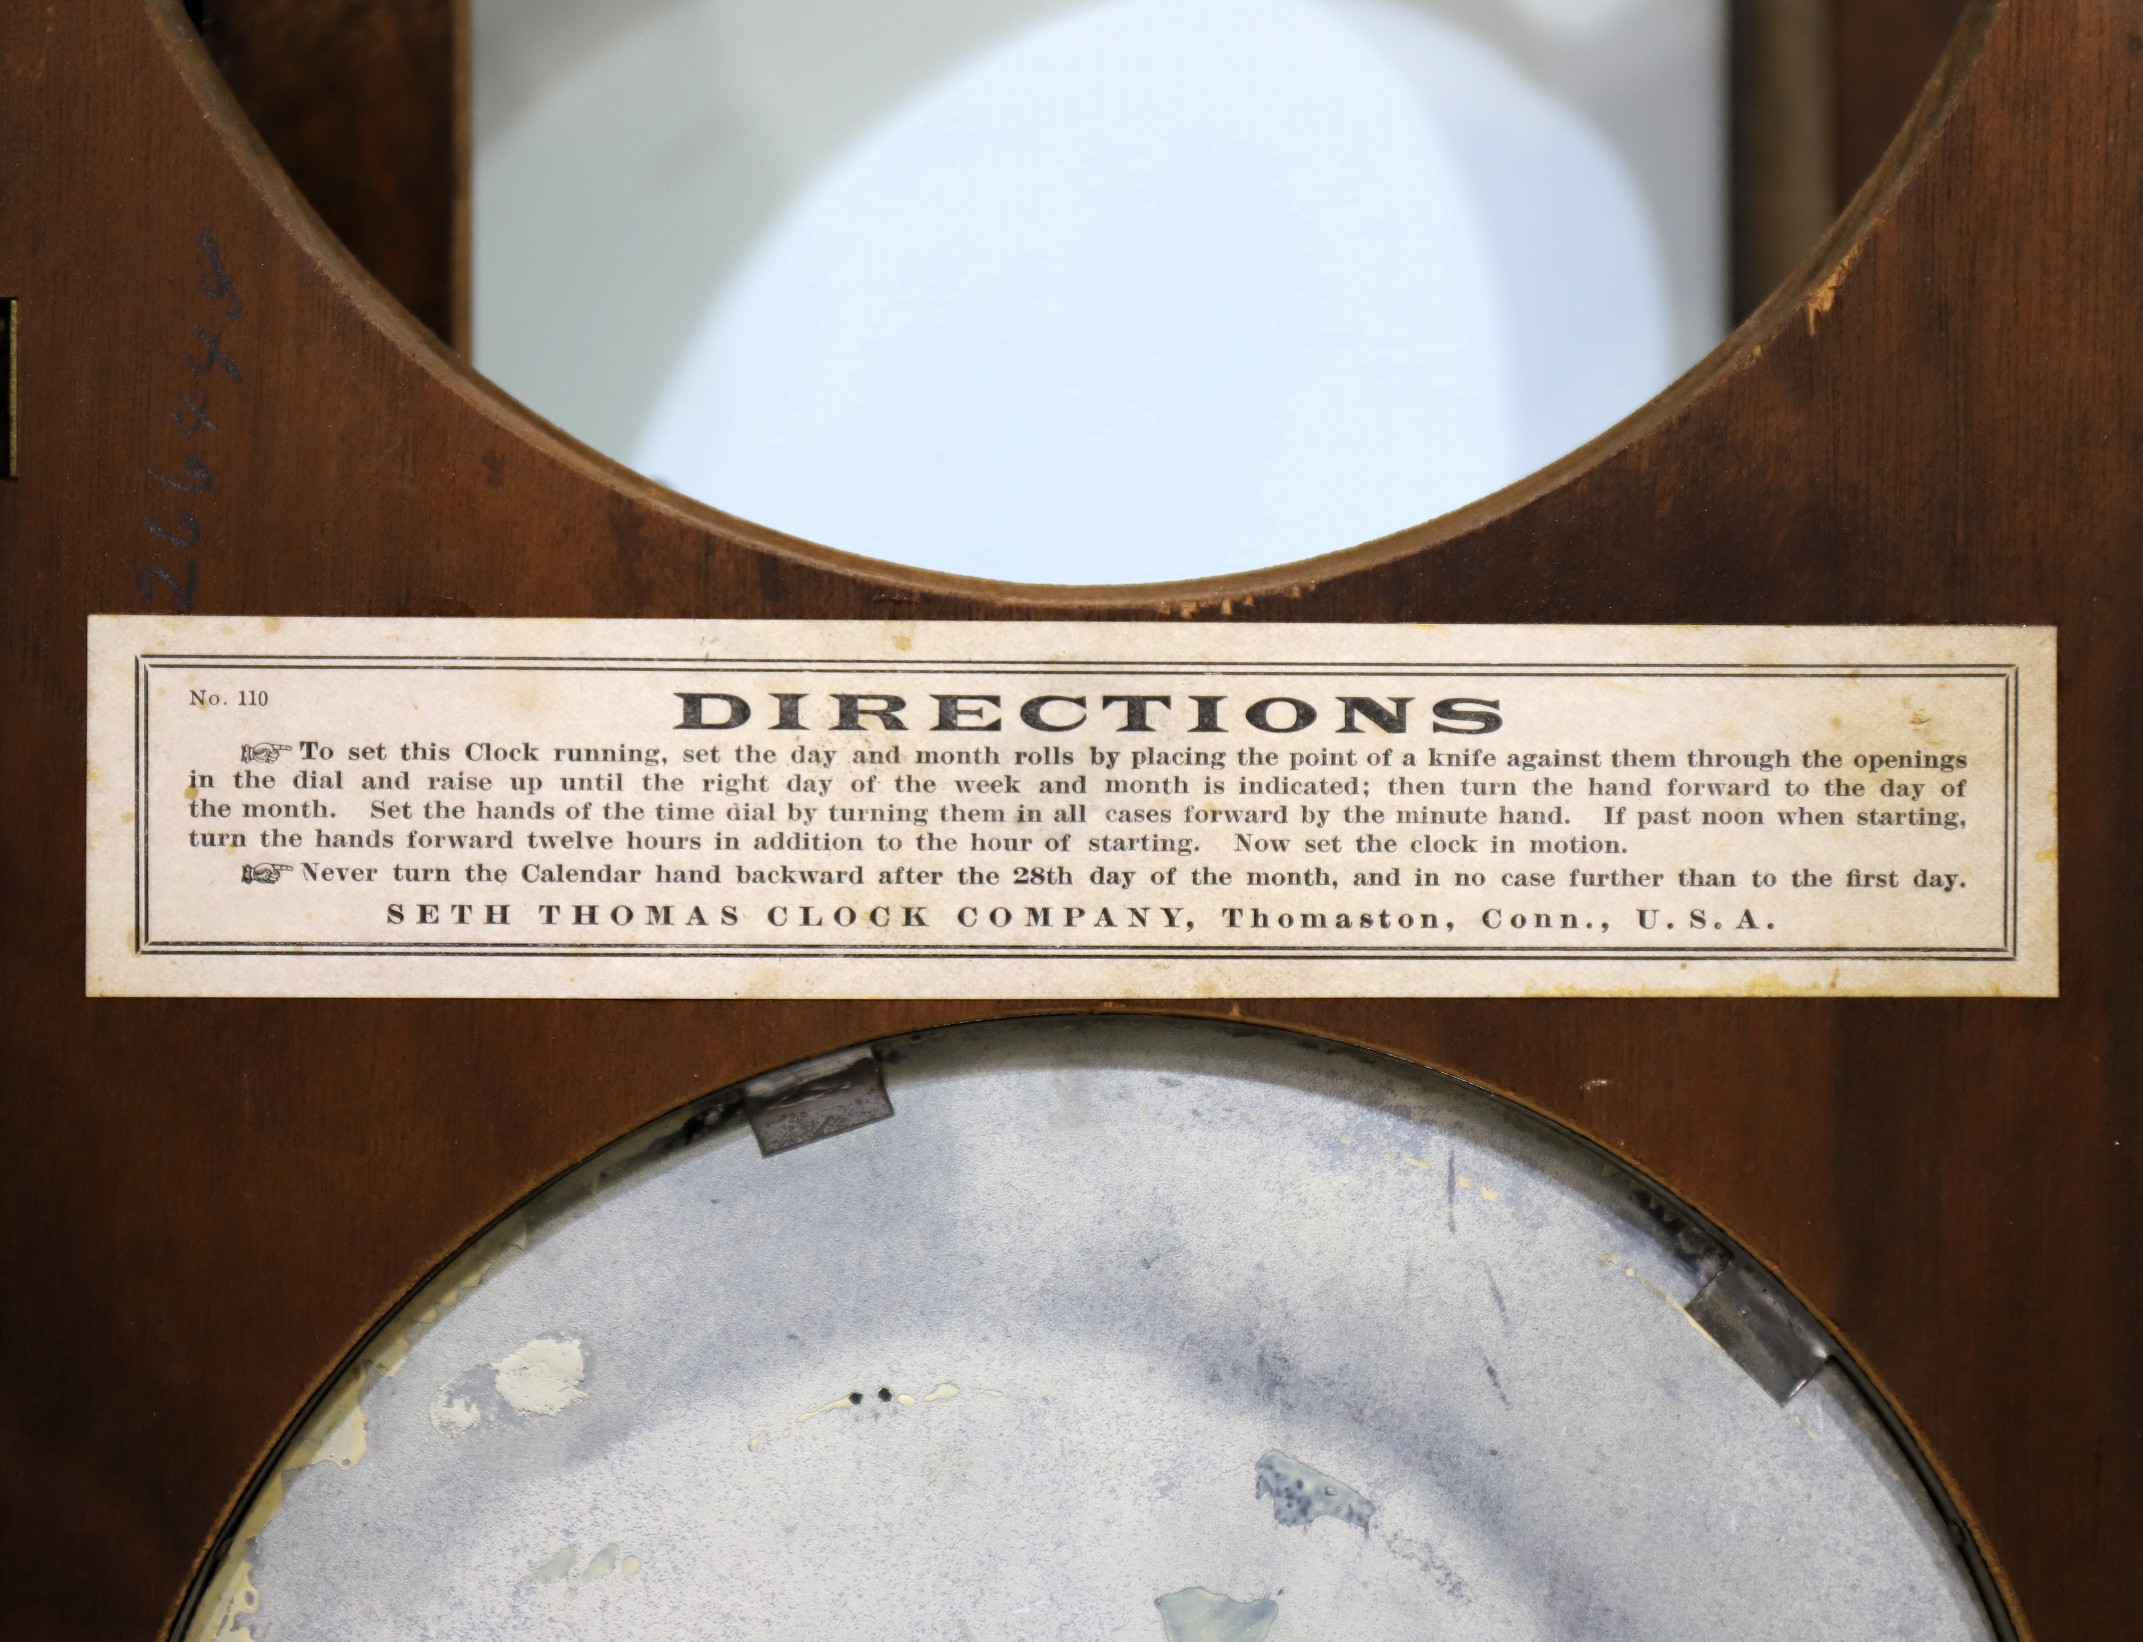 26644g
No. 110
DIRECTIONS
☞ To set this Clock running, set the day and month rolls by placing the point of a knife against them through the openings
in the dial and raise up until the right day of the week and month is indicated; then turn the hand forward to the day of
the month. Set the hands of the time dial by turning them in all cases forward by the minute hand. If past noon when starting,
turn the hands forward twelve hours in addition to the hour of starting. Now set the clock in motion.
☞ Never turn the Calendar hand backward after the 28th day of the month, and in no case further than to the first day.
SETH THOMAS CLOCK COMPANY, Thomaston, Conn., U. S. A.